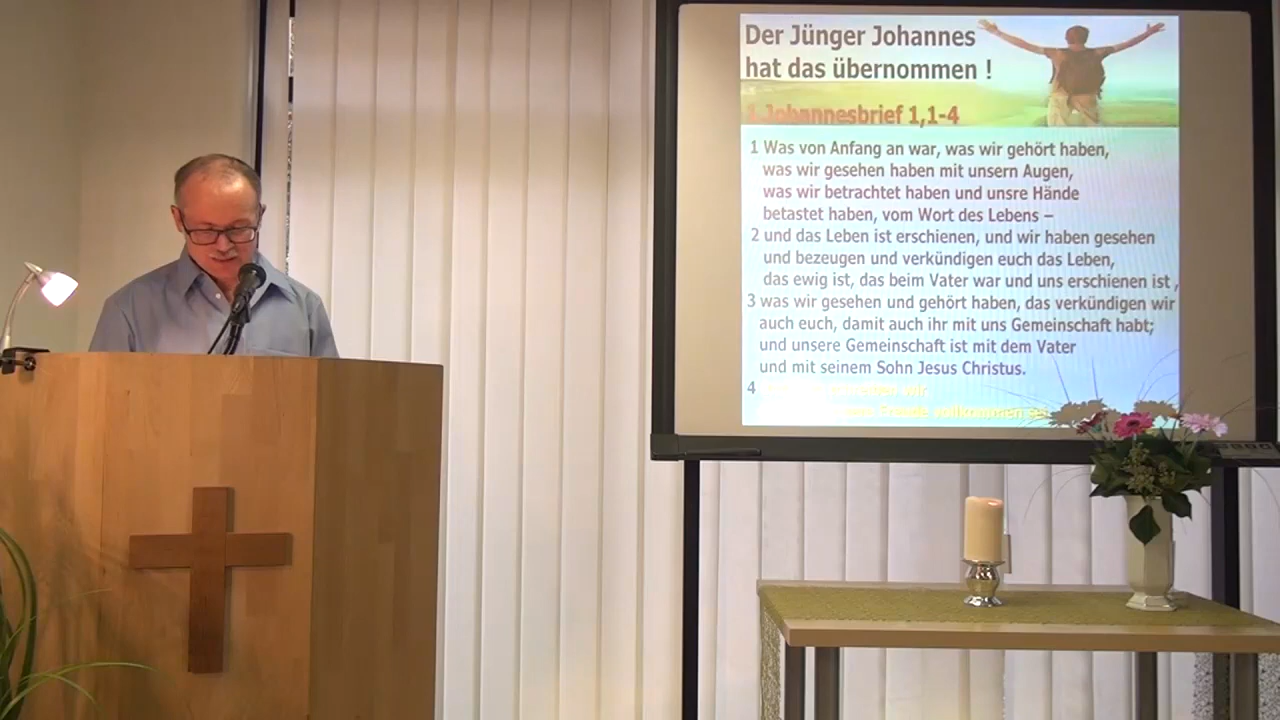 Der Jünger Johannes
hat das übernommen !
1.Johannesbrief 1,1-4
1 Was von Anfang an war, was wir gehört haben,
was wir gesehen haben mit unsern Augen,
was wir betrachtet haben und unsre Hände
betastet haben, vom Wort des Lebens –
2 und das Leben ist erschienen, und wir haben gesehen
und bezeugen und verkündigen euch das Leben,
das ewig ist, das beim Vater war und uns erschienen ist ,
3 was wir gesehen und gehört haben, das verkündigen wir
auch euch, damit auch ihr mit uns Gemeinschaft habt;
und unsere Gemeinschaft ist mit dem Vater
und mit seinem Sohn Jesus Christus.
4 schreiben wir
Freude vollkommen sei